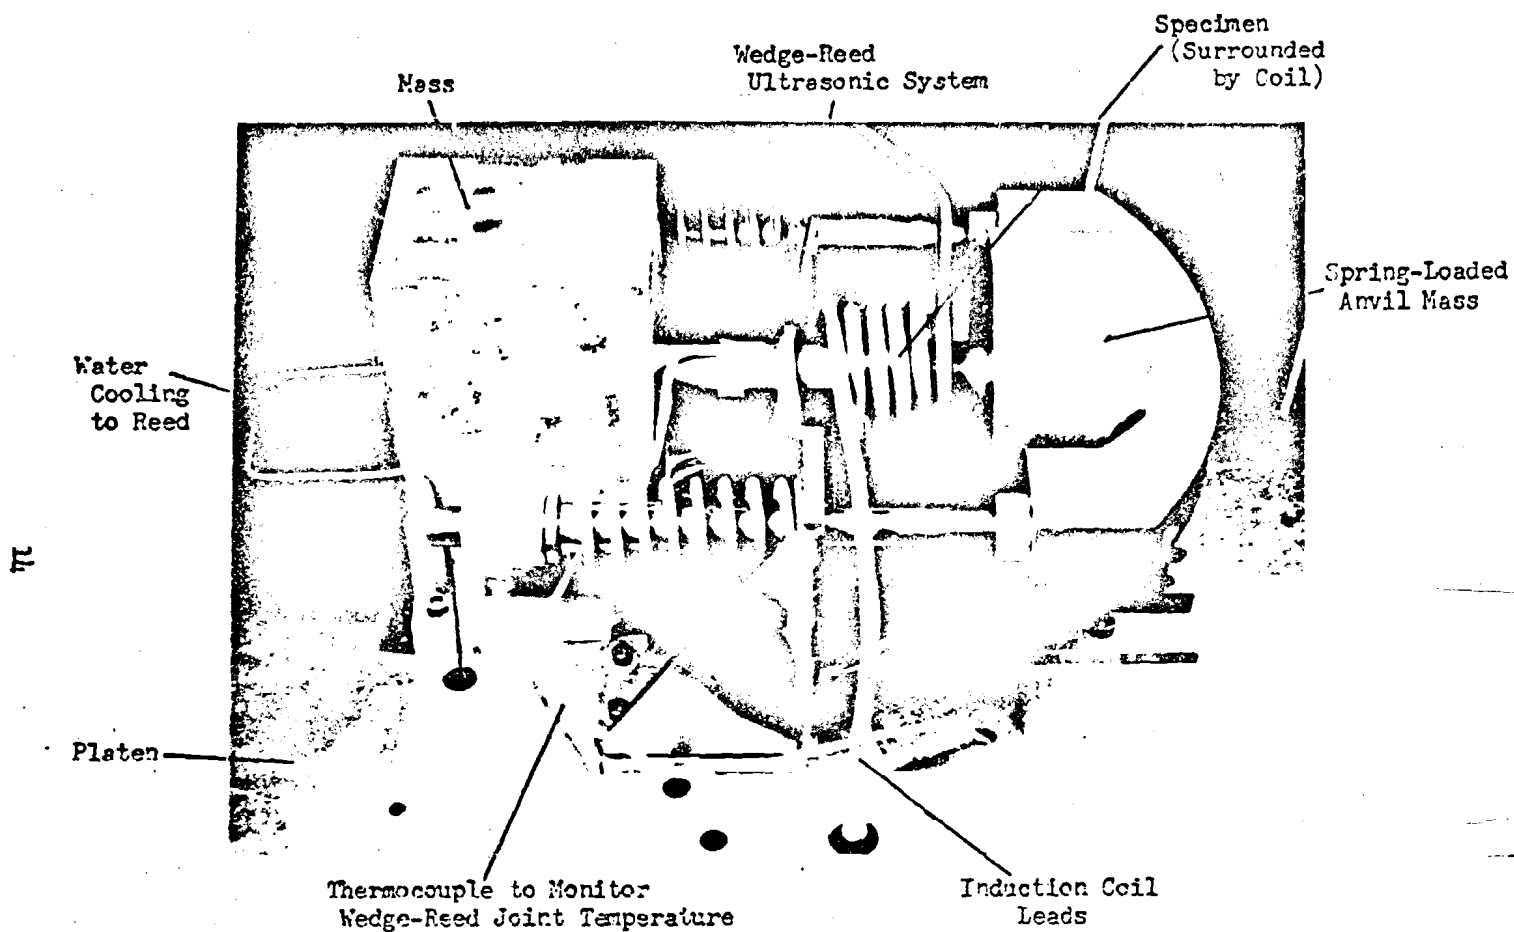 Specimen
(Surrounded
by Coil)
Wedge-Reed
Ultrasonic System
Mass
Spring-Loaded
Anvil Mass
Water
Cooling
to Reed
14
Platen
Thermocouple to Monitor
Wedge-Reed Joint Temperature
Induction Coil
Leads